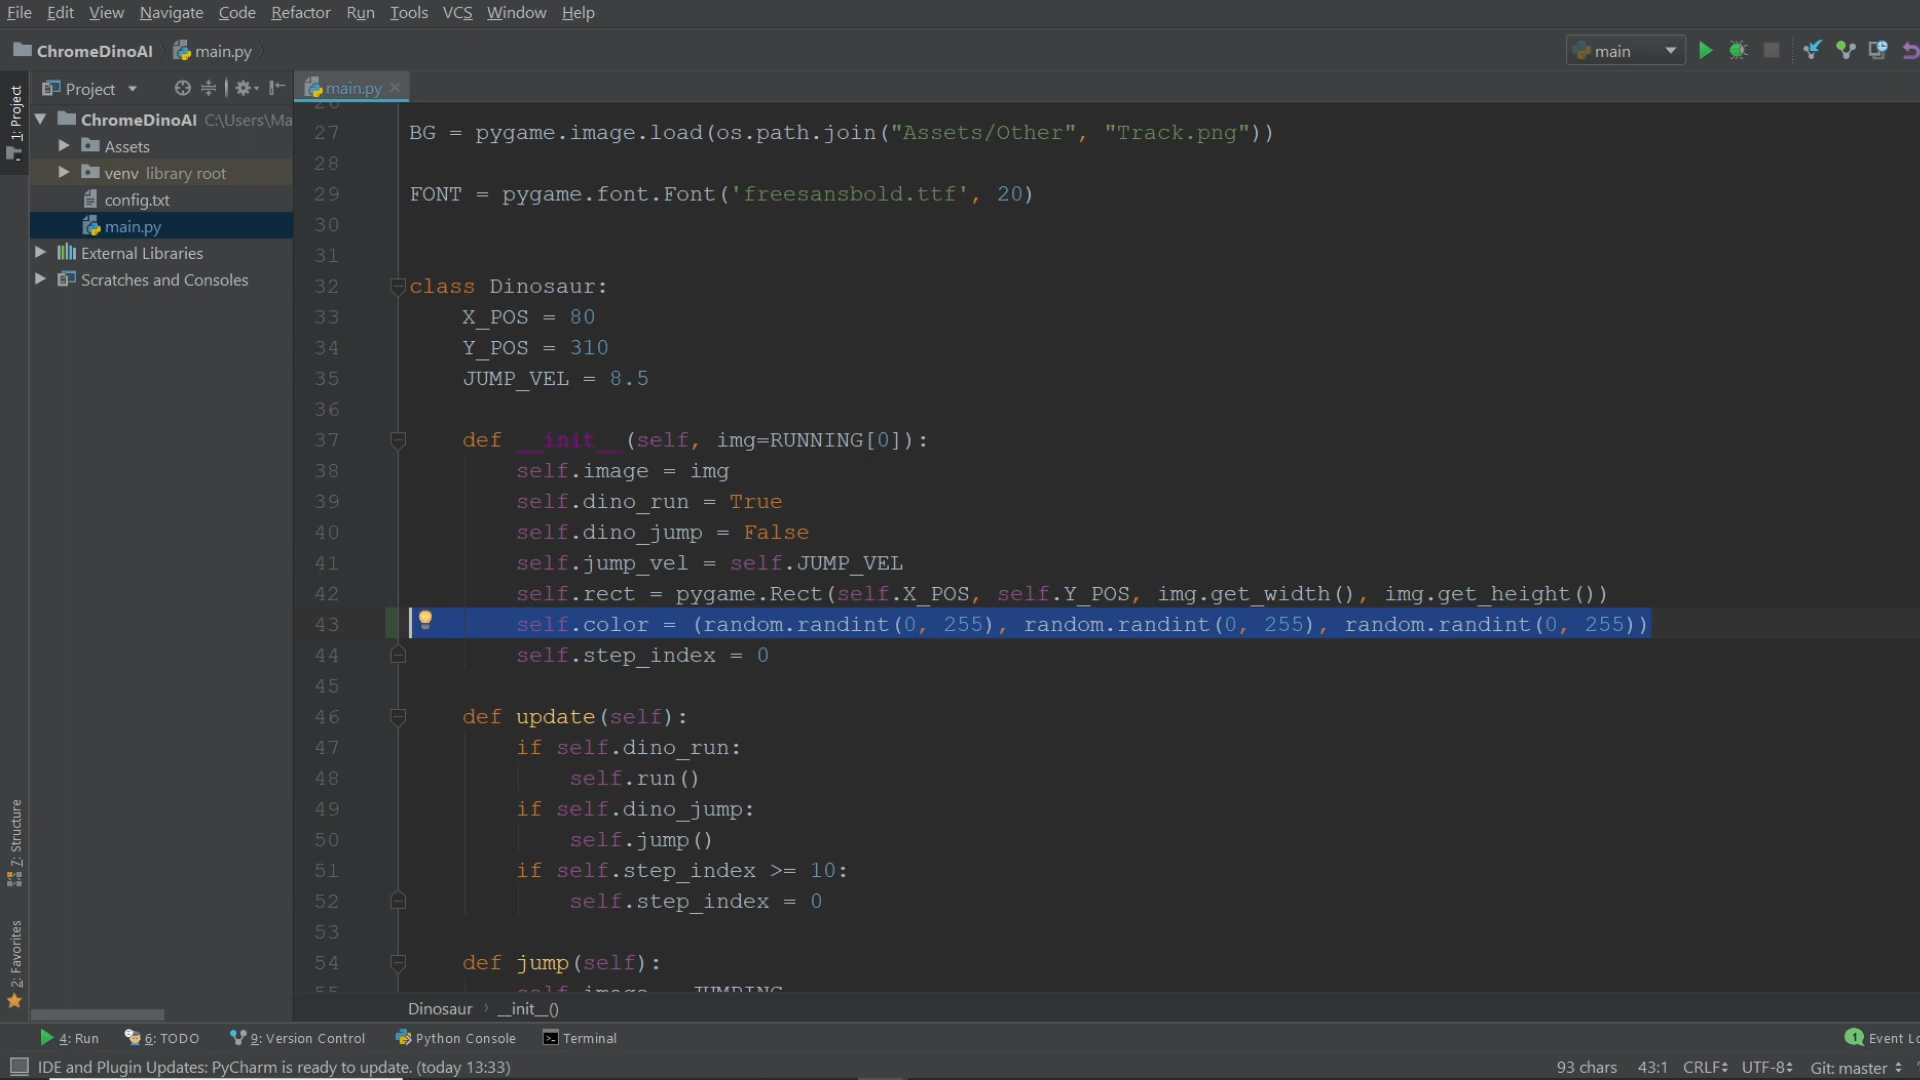 File Edit View Navigate Code Refactor Run Tools VCS Window Help
ChromeDinoAI main.py main
1: Project
Project
main.py
ChromeDinoAI C:\Users\Ma
Assets
venv library root
config.txt
main.py
External Libraries
Scratches and Consoles
7: Structure
2: Favorites
26
27 BG = pygame.image.load(os.path.join("Assets/Other", "Track.png"))
28
29 FONT = pygame.font.Font('freesansbold.ttf', 20)
30
31
32 class Dinosaur:
33 X_POS = 80
34 Y_POS = 310
35 JUMP_VEL = 8.5
36
37 def __init__(self, img=RUNNING[0]):
38 self.image = img
39 self.dino_run = True
40 self.dino_jump = False
41 self.jump_vel = self.JUMP_VEL
42 self.rect = pygame.Rect(self.X_POS, self.Y_POS, img.get_width(), img.get_height())
43 self.color = (random.randint(0, 255), random.randint(0, 255), random.randint(0, 255))
44 self.step_index = 0
45
46 def update(self):
47 if self.dino_run:
48 self.run()
49 if self.dino_jump:
50 self.jump()
51 if self.step_index >= 10:
52 self.step_index = 0
53
54 def jump(self):
55 self.image = JUMPING
Dinosaur __init__()
4: Run 6: TODO 9: Version Control Python Console Terminal 1 Event Lo
IDE and Plugin Updates: PyCharm is ready to update. (today 13:33) 93 chars 43:1 CRLF UTF-8 Git: master